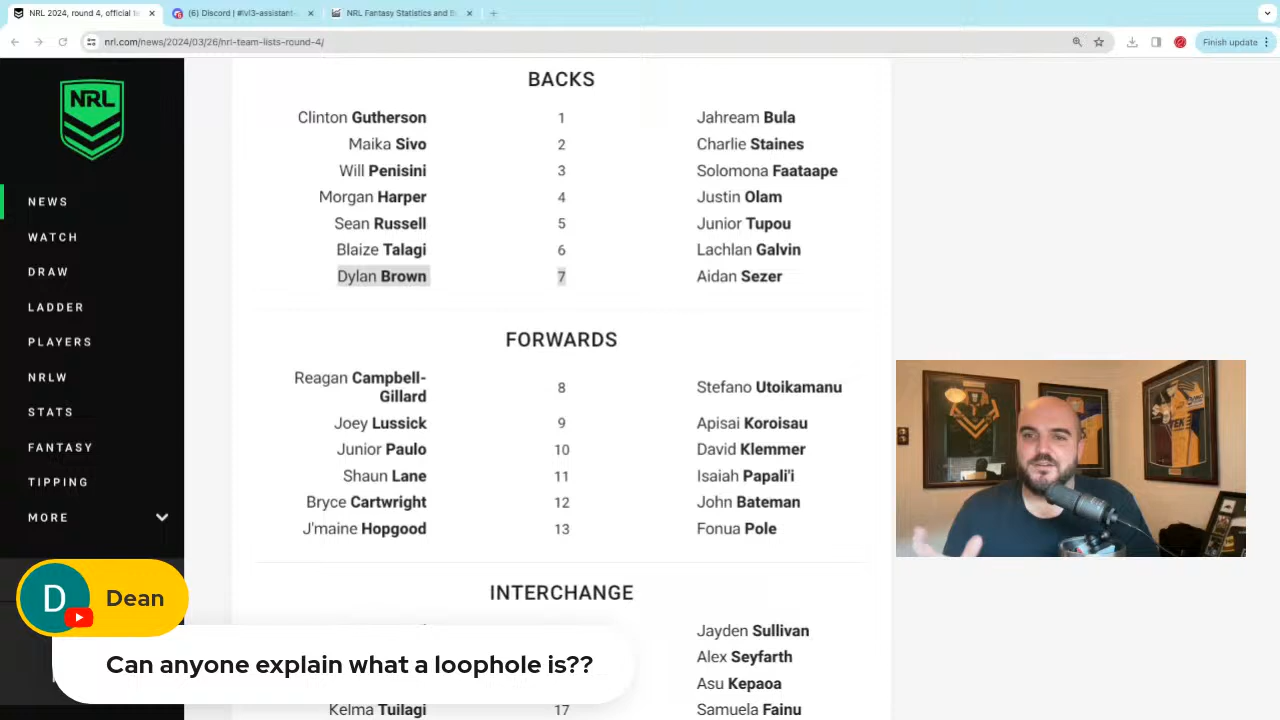 NRL 2024, round 4, official t
(6) Discord | #lvl3-assistant-
NRL Fantasy Statistics and th
nrl.com/news/2024/03/26/nrl-team-lists-round-4/
Finish update
NRL
NEWS
WATCH
DRAW
LADDER
PLAYERS
NRLW
STATS
FANTASY
TIPPING
MORE
BACKS
Clinton Gutherson 1 Jahream Bula
Maika Sivo 2 Charlie Staines
Will Penisini 3 Solomona Faataape
Morgan Harper 4 Justin Olam
Sean Russell 5 Junior Tupou
Blaize Talagi 6 Lachlan Galvin
Dylan Brown 7 Aidan Sezer
FORWARDS
Reagan Campbell-
Gillard 8 Stefano Utoikamanu
Joey Lussick 9 Apisai Koroisau
Junior Paulo 10 David Klemmer
Shaun Lane 11 Isaiah Papali'i
Bryce Cartwright 12 John Bateman
J'maine Hopgood 13 Fonua Pole
INTERCHANGE
Jayden Sullivan
Alex Seyfarth
Asu Kepaoa
Kelma Tuilagi 17 Samuela Fainu
D Dean
Can anyone explain what a loophole is??